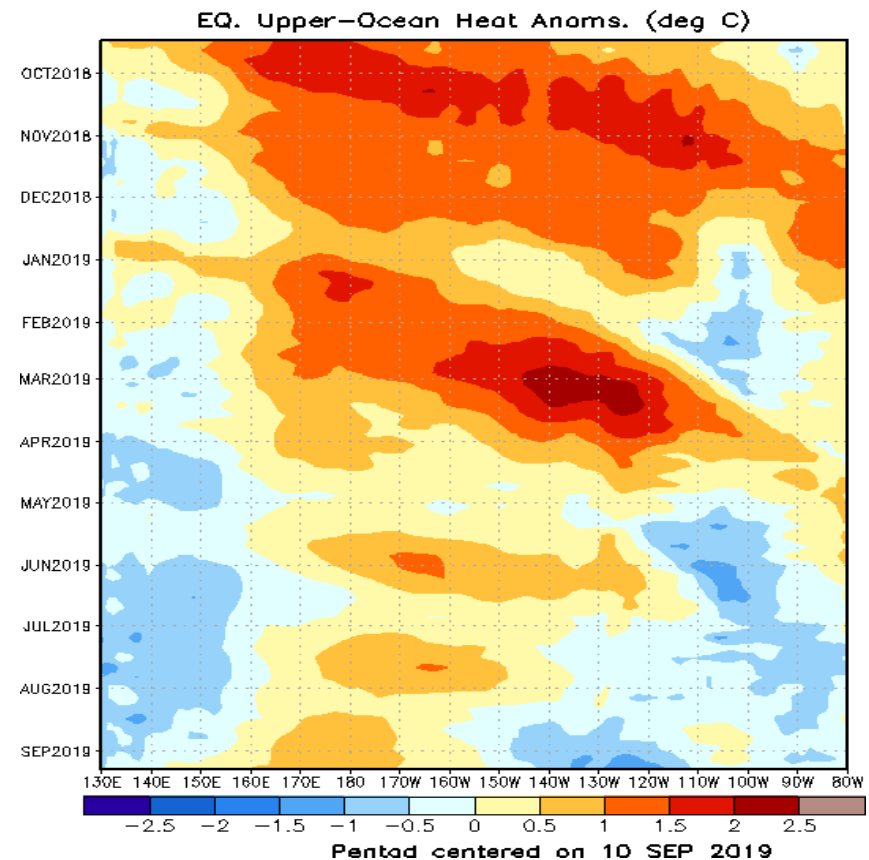 EQ. Upper-Ocean Heat Anoms. (deg C)
OCT2018
NOV2018
DEC2018
JAN2019
FEB2019
MAR2019
APR2019
MAY2019
JUN2019
JUL2019
AUG2019
SEP2019
130E 140E 150E 160E 170E 180 170W 160W 150W 140W 130W 120W 110W 100W 90W 80W
-2.5 -2 -1.5 -1 -0.5 0 0.5 1 1.5 2 2.5
Pentad centered on 10 SEP 2019